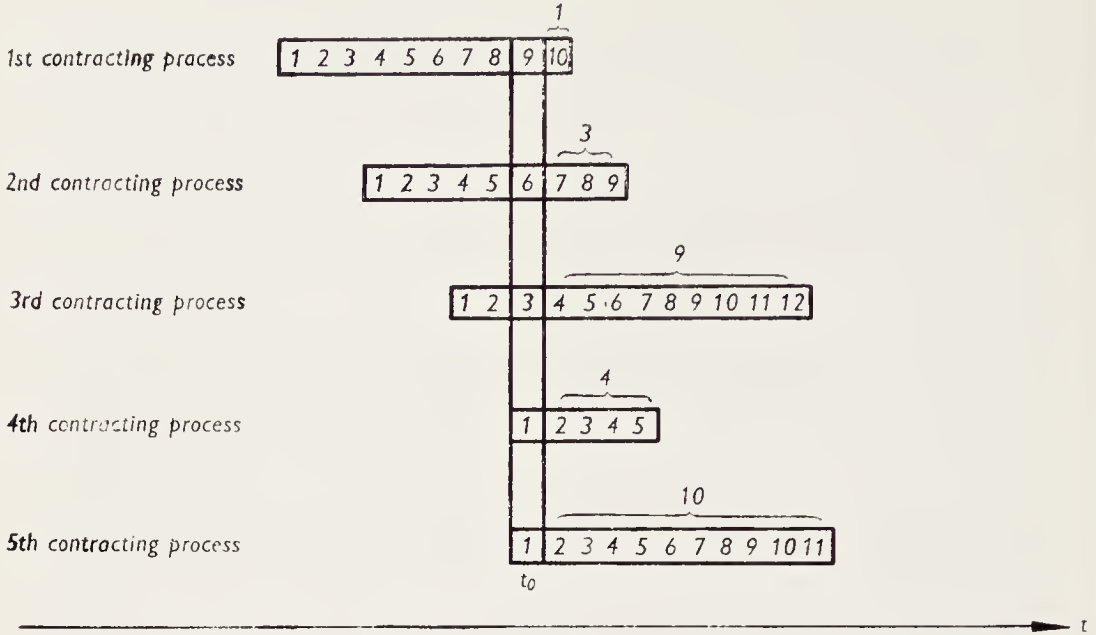 1
1st contracting pracess 1 2 3 4 5 6 7 8 9 10
3
2nd contracting process 1 2 3 4 5 6 7 8 9
9
3rd contracting process 1 2 3 4 5 6 7 8 9 10 11 12
4
4th contracting process 1 2 3 4 5
10
5th contracting process 1 2 3 4 5 6 7 8 9 10 11
t0
t